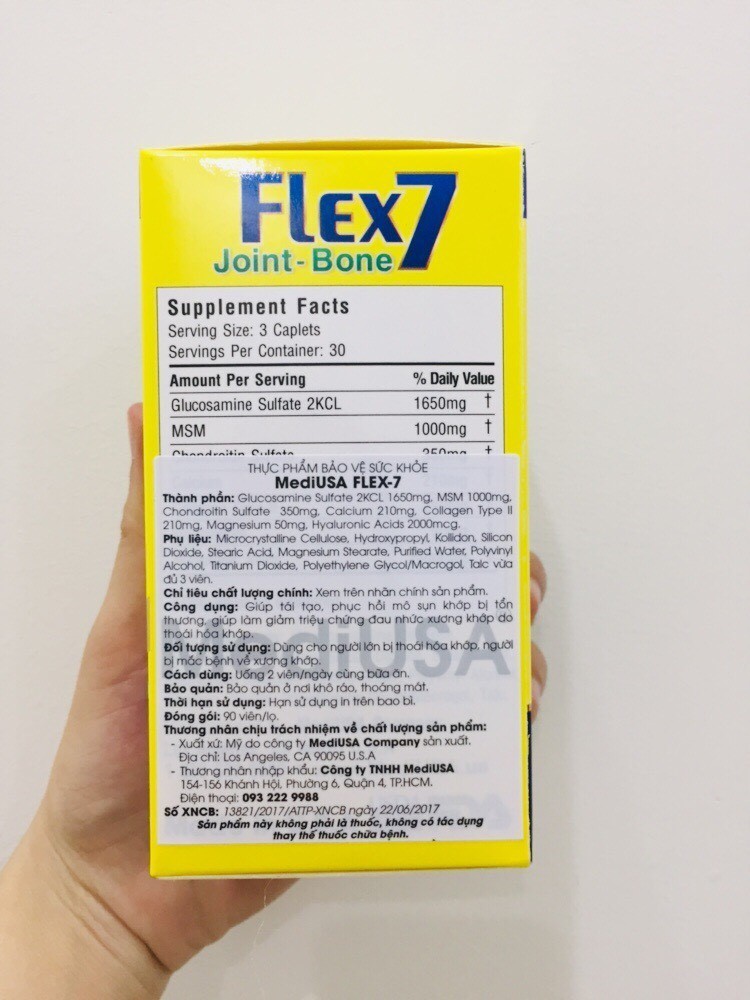 FLEX7
Joint-Bone
Supplement Facts
Serving Size: 3 Caplets
Servings Per Container: 30
Amount Per Serving % Daily Value
Glucosamine Sulfate 2KCL 1650mg †
MSM 1000mg †
Chondroitin Sulfate 350mg †
THỰC PHẨM BẢO VỆ SỨC KHỎE
MediUSA FLEX-7
Thành phần: Glucosamine Sulfate 2KCL 1650mg, MSM 1000mg,
Chondroitin Sulfate 350mg, Calcium 210mg, Collagen Type II
210mg, Magnesium 50mg, Hyaluronic Acids 2000mcg.
Phụ liệu: Microcrystalline Cellulose, Hydroxypropyl, Kollidon, Silicon
Dioxide, Stearic Acid, Magnesium Stearate, Purified Water, Polyvinyl
Alcohol, Titanium Dioxide, Polyethylene Glycol/Macrogol, Talc vừa
đủ 3 viên.
Chỉ tiêu chất lượng chính: Xem trên nhãn chính sản phẩm.
Công dụng: Giúp tái tạo, phục hồi mô sụn khớp bị tổn
thương, giúp làm giảm triệu chứng đau nhức xương khớp do
thoái hóa khớp.
Đối tượng sử dụng: Dùng cho người lớn bị thoái hóa khớp, người
bị mắc bệnh về xương khớp.
Cách dùng: Uống 2 viên/ngày cùng bữa ăn.
Bảo quản: Bảo quản ở nơi khô ráo, thoáng mát.
Thời hạn sử dụng: Hạn sử dụng in trên bao bì.
Đóng gói: 90 viên/lọ.
Thương nhân chịu trách nhiệm về chất lượng sản phẩm:
- Xuất xứ: Mỹ do công ty MediUSA Company sản xuất.
Địa chỉ: Los Angeles, CA 90095 U.S.A
- Thương nhân nhập khẩu: Công ty TNHH MediUSA
154-156 Khánh Hội, Phường 6, Quận 4, TP.HCM.
Điện thoại: 093 222 9988
Số XNCB: 13821/2017/ATTP-XNCB ngày 22/06/2017
Sản phẩm này không phải là thuốc, không có tác dụng
thay thế thuốc chữa bệnh.
MediUSA